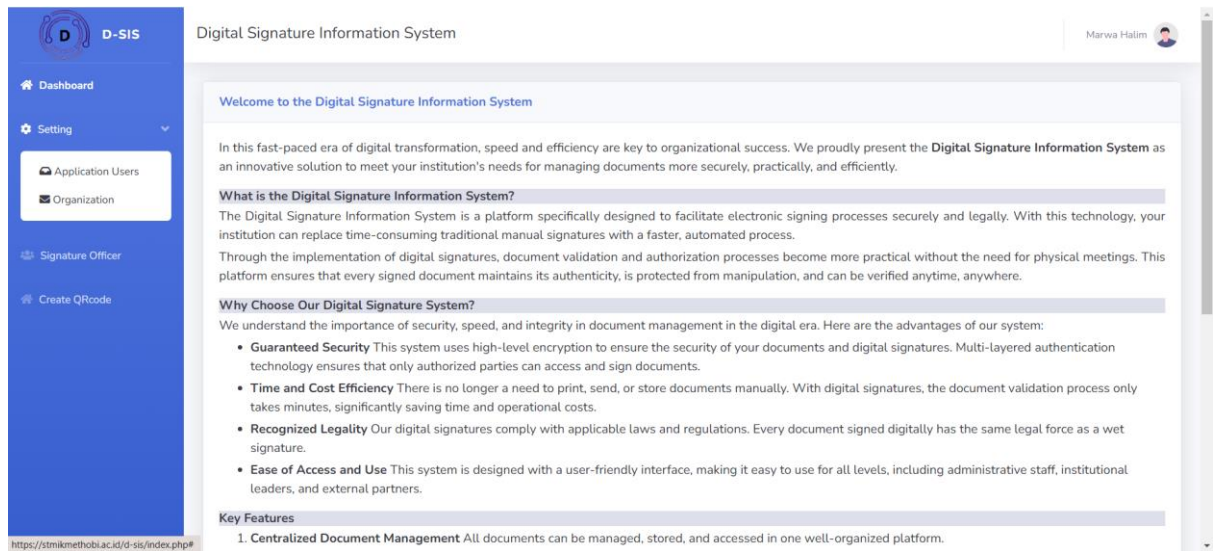 D D-SIS
Digital Signature Information System
Marwa Halim
Dashboard
Setting
Application Users
Organization
Signature Officer
Create QRcode
Welcome to the Digital Signature Information System
In this fast-paced era of digital transformation, speed and efficiency are key to organizational success. We proudly present the Digital Signature Information System as
an innovative solution to meet your institution's needs for managing documents more securely, practically, and efficiently.
What is the Digital Signature Information System?
The Digital Signature Information System is a platform specifically designed to facilitate electronic signing processes securely and legally. With this technology, your
institution can replace time-consuming traditional manual signatures with a faster, automated process.
Through the implementation of digital signatures, document validation and authorization processes become more practical without the need for physical meetings. This
platform ensures that every signed document maintains its authenticity, is protected from manipulation, and can be verified anytime, anywhere.
Why Choose Our Digital Signature System?
We understand the importance of security, speed, and integrity in document management in the digital era. Here are the advantages of our system:
• Guaranteed Security This system uses high-level encryption to ensure the security of your documents and digital signatures. Multi-layered authentication
technology ensures that only authorized parties can access and sign documents.
• Time and Cost Efficiency There is no longer a need to print, send, or store documents manually. With digital signatures, the document validation process only
takes minutes, significantly saving time and operational costs.
• Recognized Legality Our digital signatures comply with applicable laws and regulations. Every document signed digitally has the same legal force as a wet
signature.
• Ease of Access and Use This system is designed with a user-friendly interface, making it easy to use for all levels, including administrative staff, institutional
leaders, and external partners.
Key Features
1. Centralized Document Management All documents can be managed, stored, and accessed in one well-organized platform.
https://stmikmethobi.ac.id/d-sis/index.php#